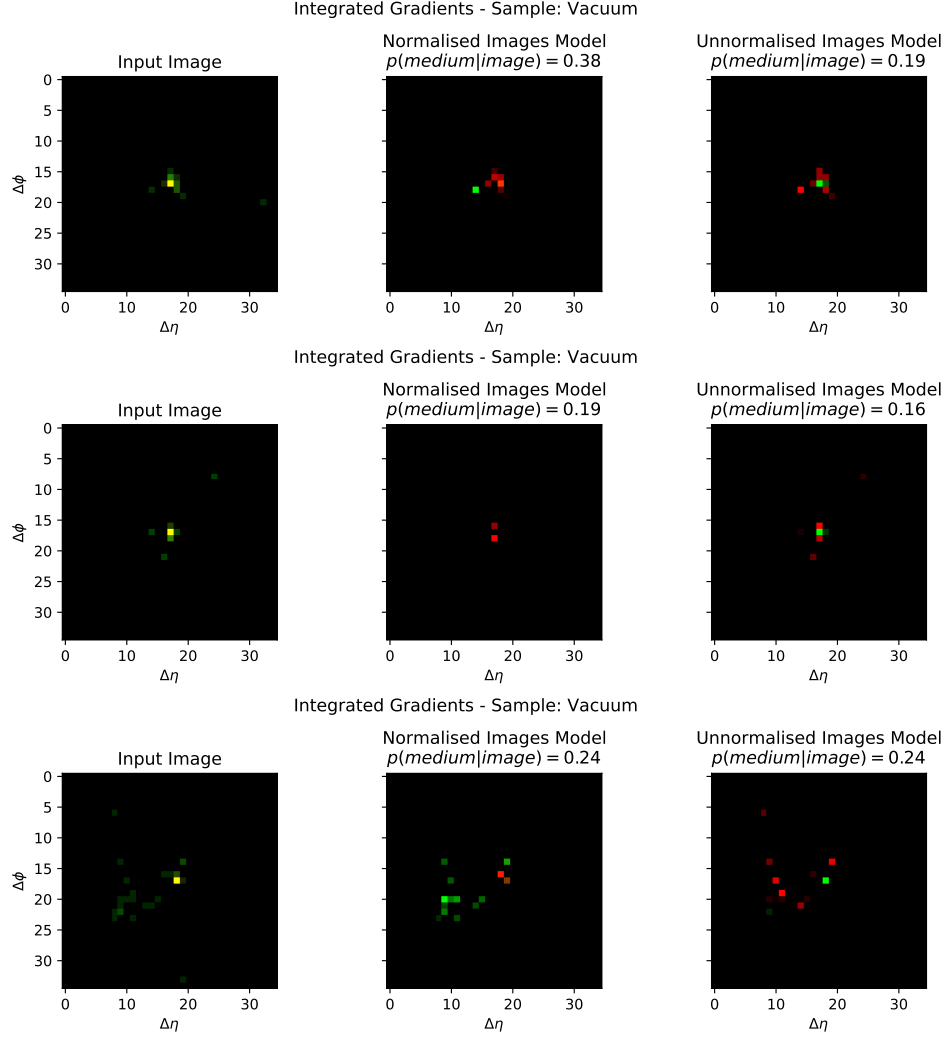 Integrated Gradients - Sample: Vacuum
Input Image
Normalised Images Model
p(medium|image) = 0.38
Unnormalised Images Model
p(medium|image) = 0.19
0
5
10
15
20
25
30
Δϕ
0 10 20 30
Δη
0 10 20 30
Δη
0 10 20 30
Δη
Integrated Gradients - Sample: Vacuum
Input Image
Normalised Images Model
p(medium|image) = 0.19
Unnormalised Images Model
p(medium|image) = 0.16
0
5
10
15
20
25
30
Δϕ
0 10 20 30
Δη
0 10 20 30
Δη
0 10 20 30
Δη
Integrated Gradients - Sample: Vacuum
Input Image
Normalised Images Model
p(medium|image) = 0.24
Unnormalised Images Model
p(medium|image) = 0.24
0
5
10
15
20
25
30
Δϕ
0 10 20 30
Δη
0 10 20 30
Δη
0 10 20 30
Δη